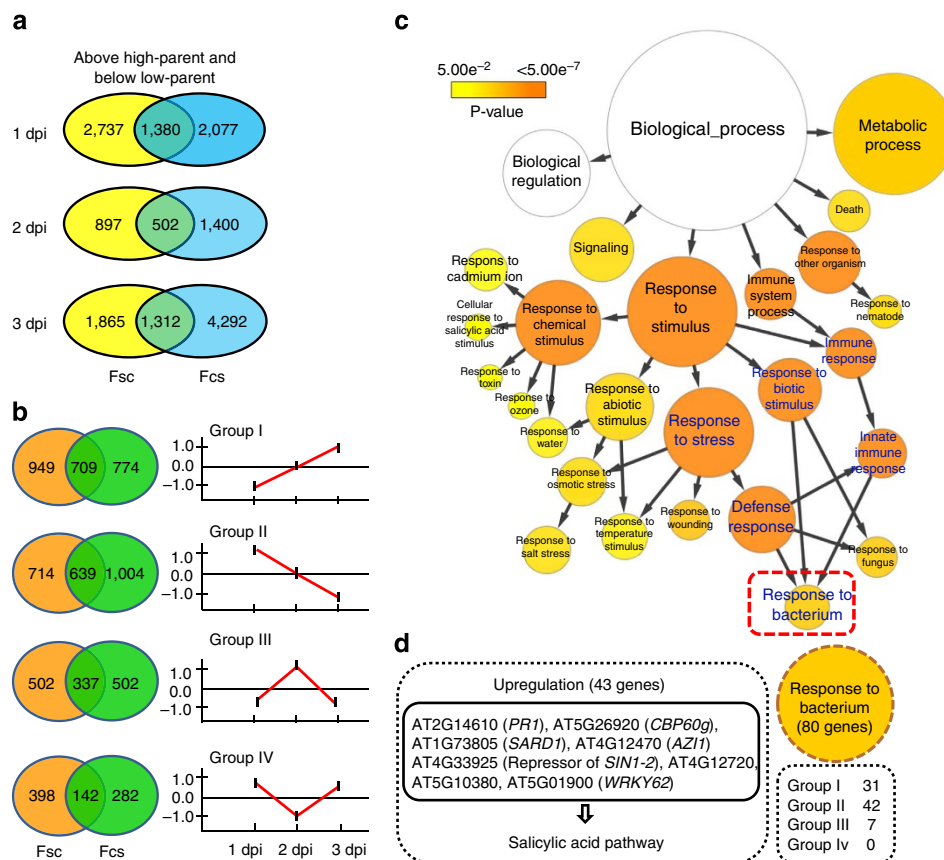 a
Above high-parent and
below low-parent
1 dpi
2,737
1,380
2,077
2 dpi
897
502
1,400
3 dpi
1,865
1,312
4,292
Fsc
Fcs
b
949
709
774
Group I
1.0
0.0
−1.0
714
639
1,004
Group II
1.0
0.0
−1.0
502
337
502
Group III
1.0
0.0
−1.0
398
142
282
Group IV
1.0
0.0
−1.0
Fsc
Fcs
1 dpi
2 dpi
3 dpi
c
5.00e−2
<5.00e−7
P-value
Biological_process
Metabolic
process
Biological
regulation
Death
Signaling
Response to
other organism
Respons to
cadmium ion
Immune
system
process
Response
to
stimulus
Response to
nematode
Cellular
response to
salicylic acid stimulus
Response to
chemical
stimulus
Immune
response
Response to
toxin
Response to
biotic
stimulus
Response to
ozone
Response to
abiotic
stimulus
Response
to stress
Response
to water
Innate
immune
response
Response
to osmotic stress
Defense
response
Response to
wounding
Response to
temperature
stimulus
Response to
salt stress
Response to
fungus
Response to
bacterium
d
Upregulation (43 genes)
AT2G14610 (PR1), AT5G26920 (CBP60g),
AT1G73805 (SARD1), AT4G12470 (AZI1)
AT4G33925 (Repressor of SIN1-2), AT4G12720,
AT5G10380, AT5G01900 (WRKY62)
Salicylic acid pathway
Response to
bacterium
(80 genes)
Group I 31
Group II 42
Group III 7
Group Iv 0